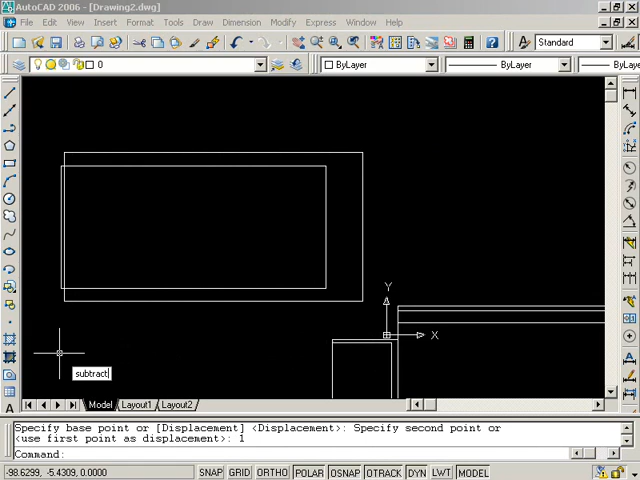 AutoCAD 2006 - [Drawing2.dwg]
File Edit View Insert Format Tools Draw Dimension Modify Express Window Help
Standard
0 ByLayer ByLayer ByLay
Y
X
subtract
Model Layout1 Layout2
Specify base point or [Displacement] <Displacement>: Specify second point or
<use first point as displacement>: 1
Command:
-98.6299, -5.4309, 0.0000 SNAP GRID ORTHO POLAR OSNAP OTRACK DYN LWT MODEL